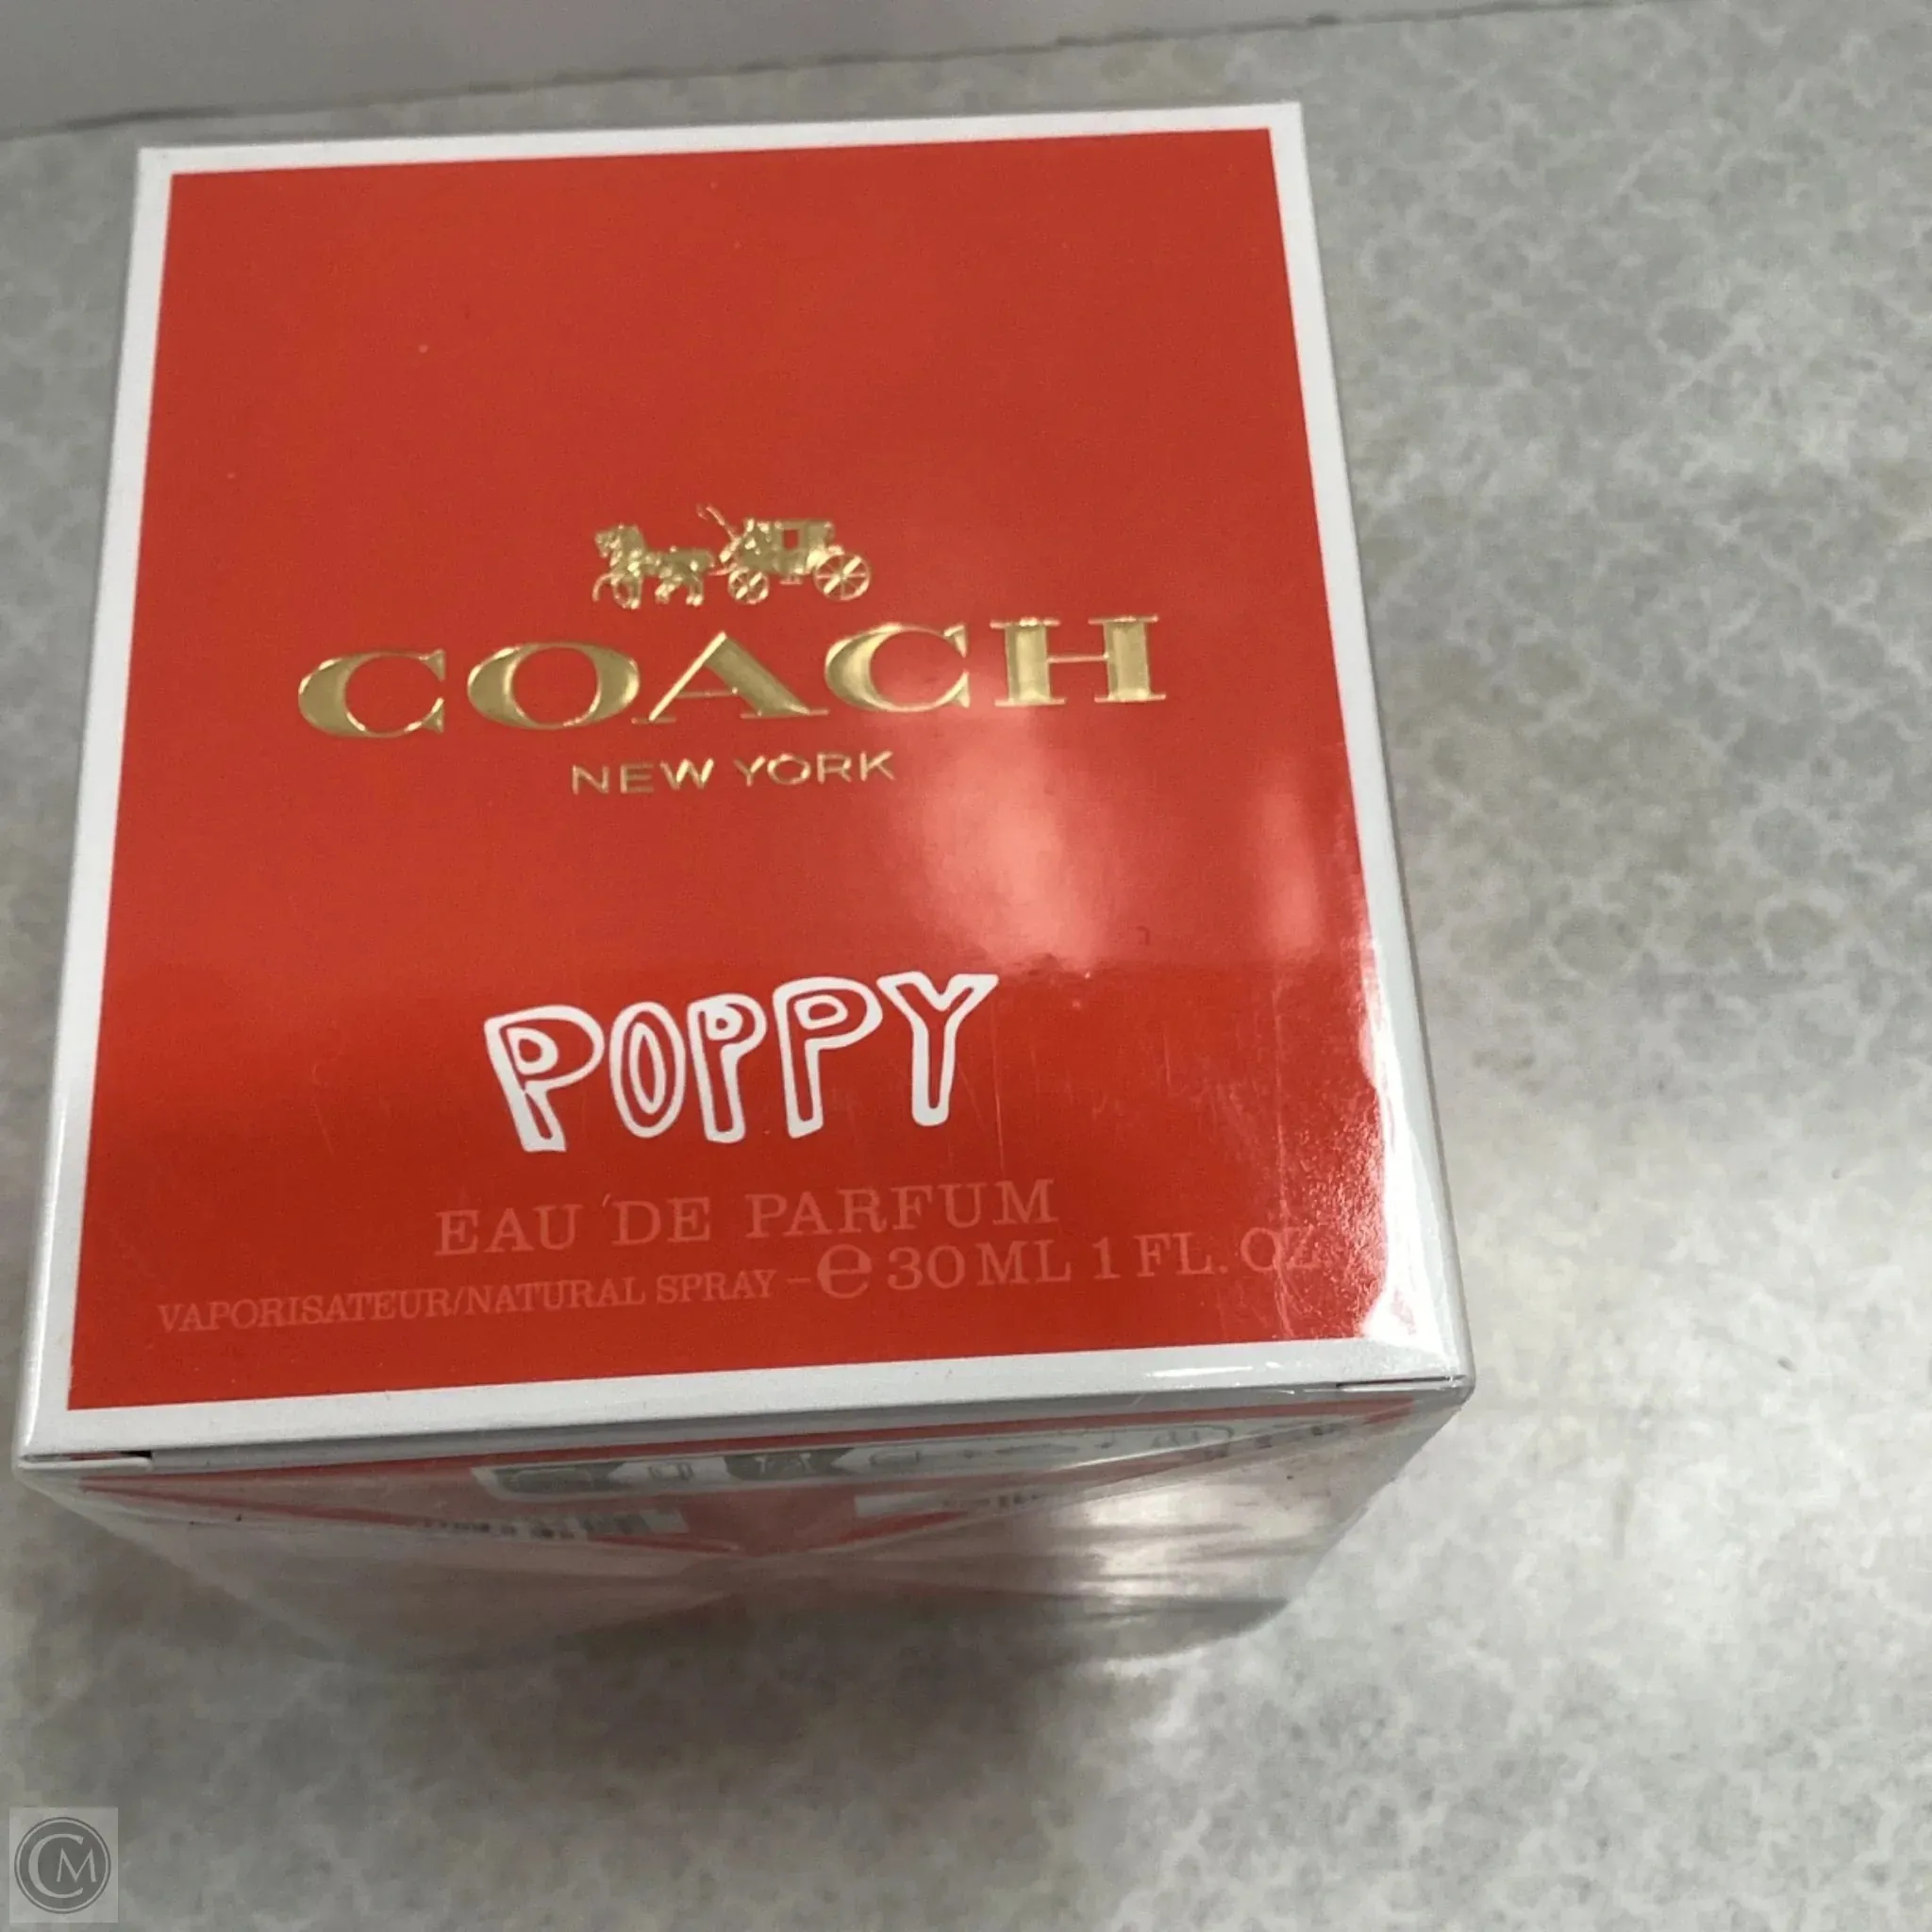 COACH
NEW YORK
POPPY
EAU DE PARFUM
VAPORISATEUR/NATURAL SPRAY - e 30 ML 1 FL. OZ
CM